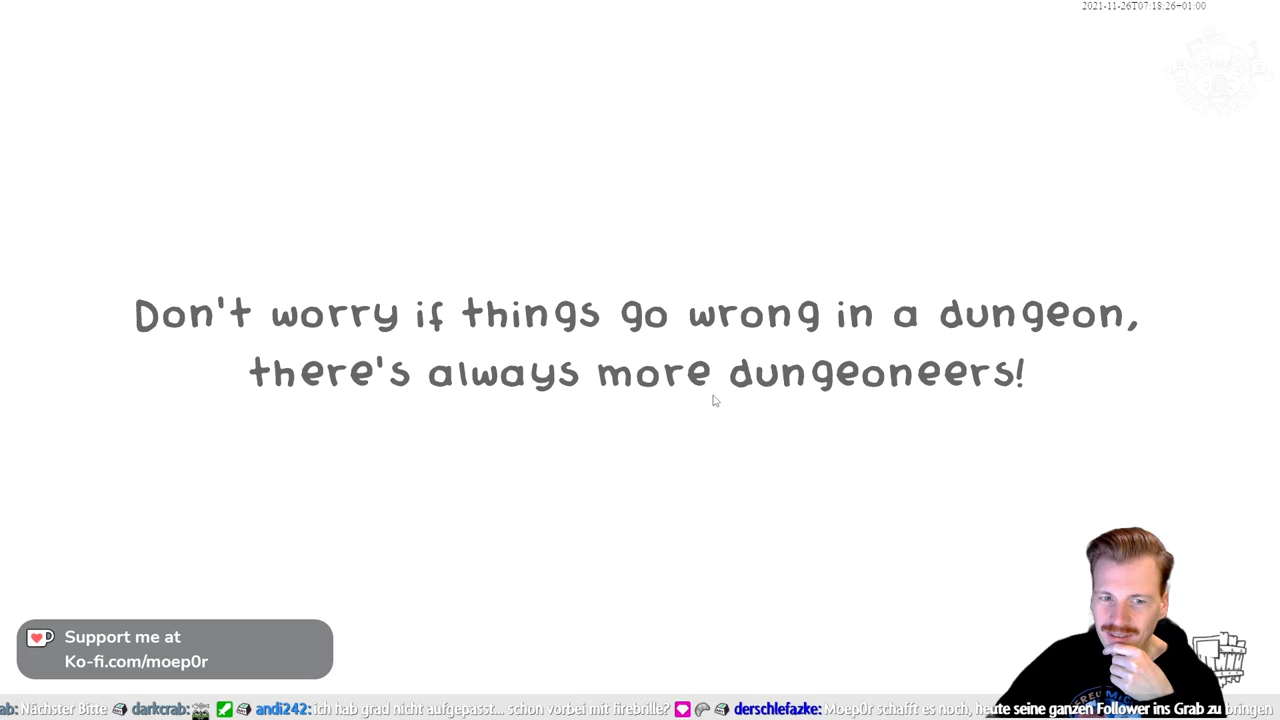 2021-11-26T07:18:26+01:00
Don't worry if things go wrong in a dungeon,
there's always more dungeoneers!
Support me at
Ko-fi.com/moep0r
ab: Nächster Bitte darkcrab: andi242: ich hab grad nicht aufgepasst... schon vorbei mit firebrille? derschlefazke: Moep0r schafft es noch, heute seine ganzen Follower ins Grab zu bringen